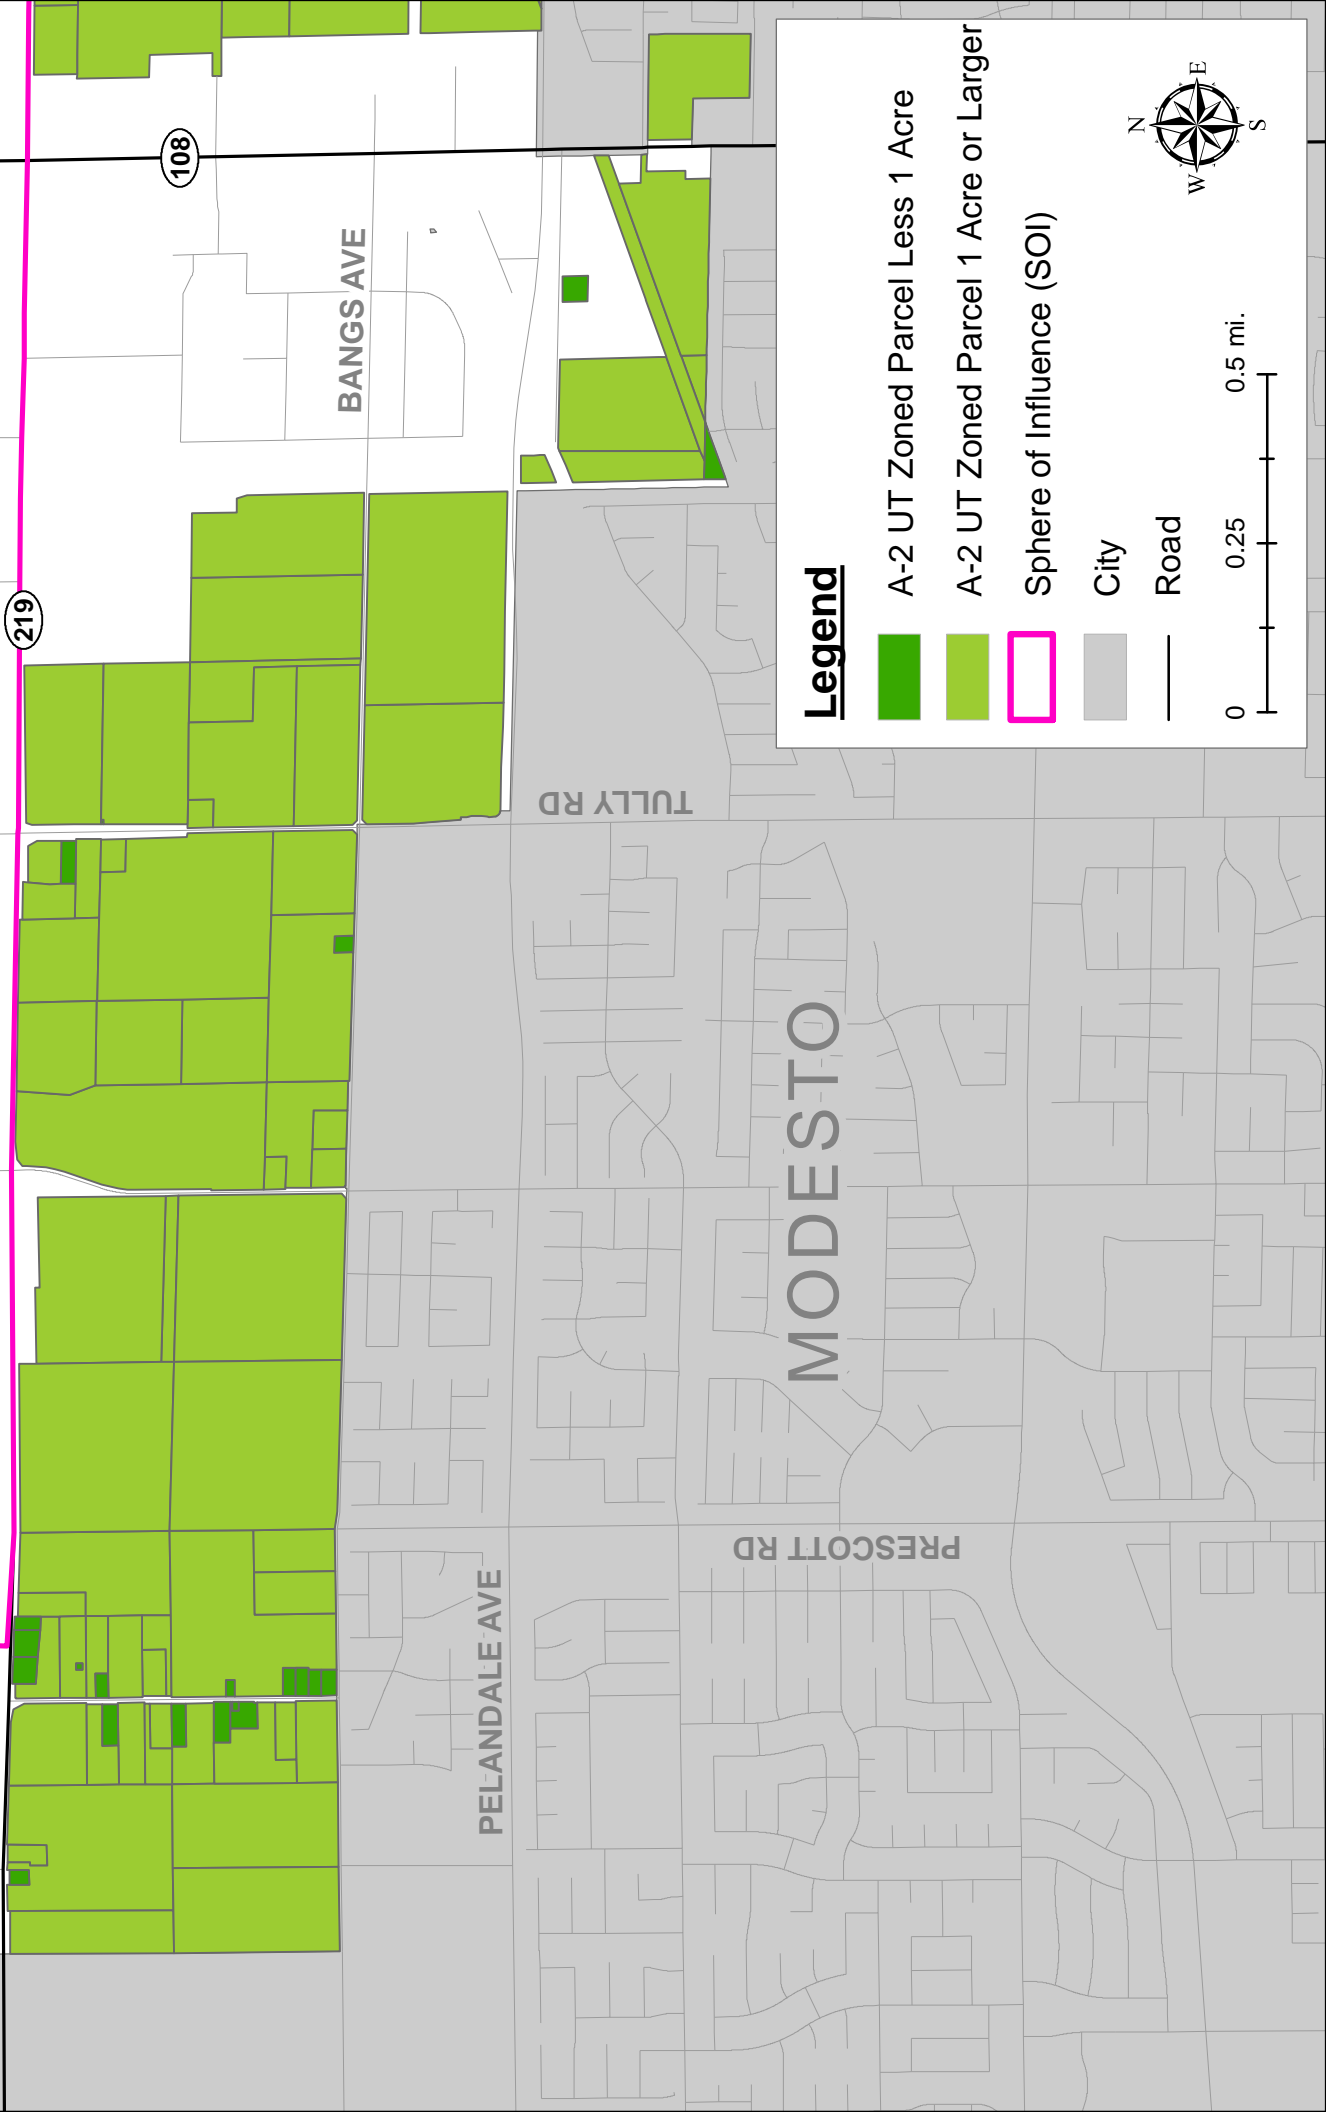 219
108
BANGS AVE
TULLY RD
PRESCOTT RD
PELANDALE AVE
MODESTO
Legend
A-2 UT Zoned Parcel Less 1 Acre
A-2 UT Zoned Parcel 1 Acre or Larger
Sphere of Influence (SOI)
City
Road
0 0.25 0.5 mi.
N
W E
S